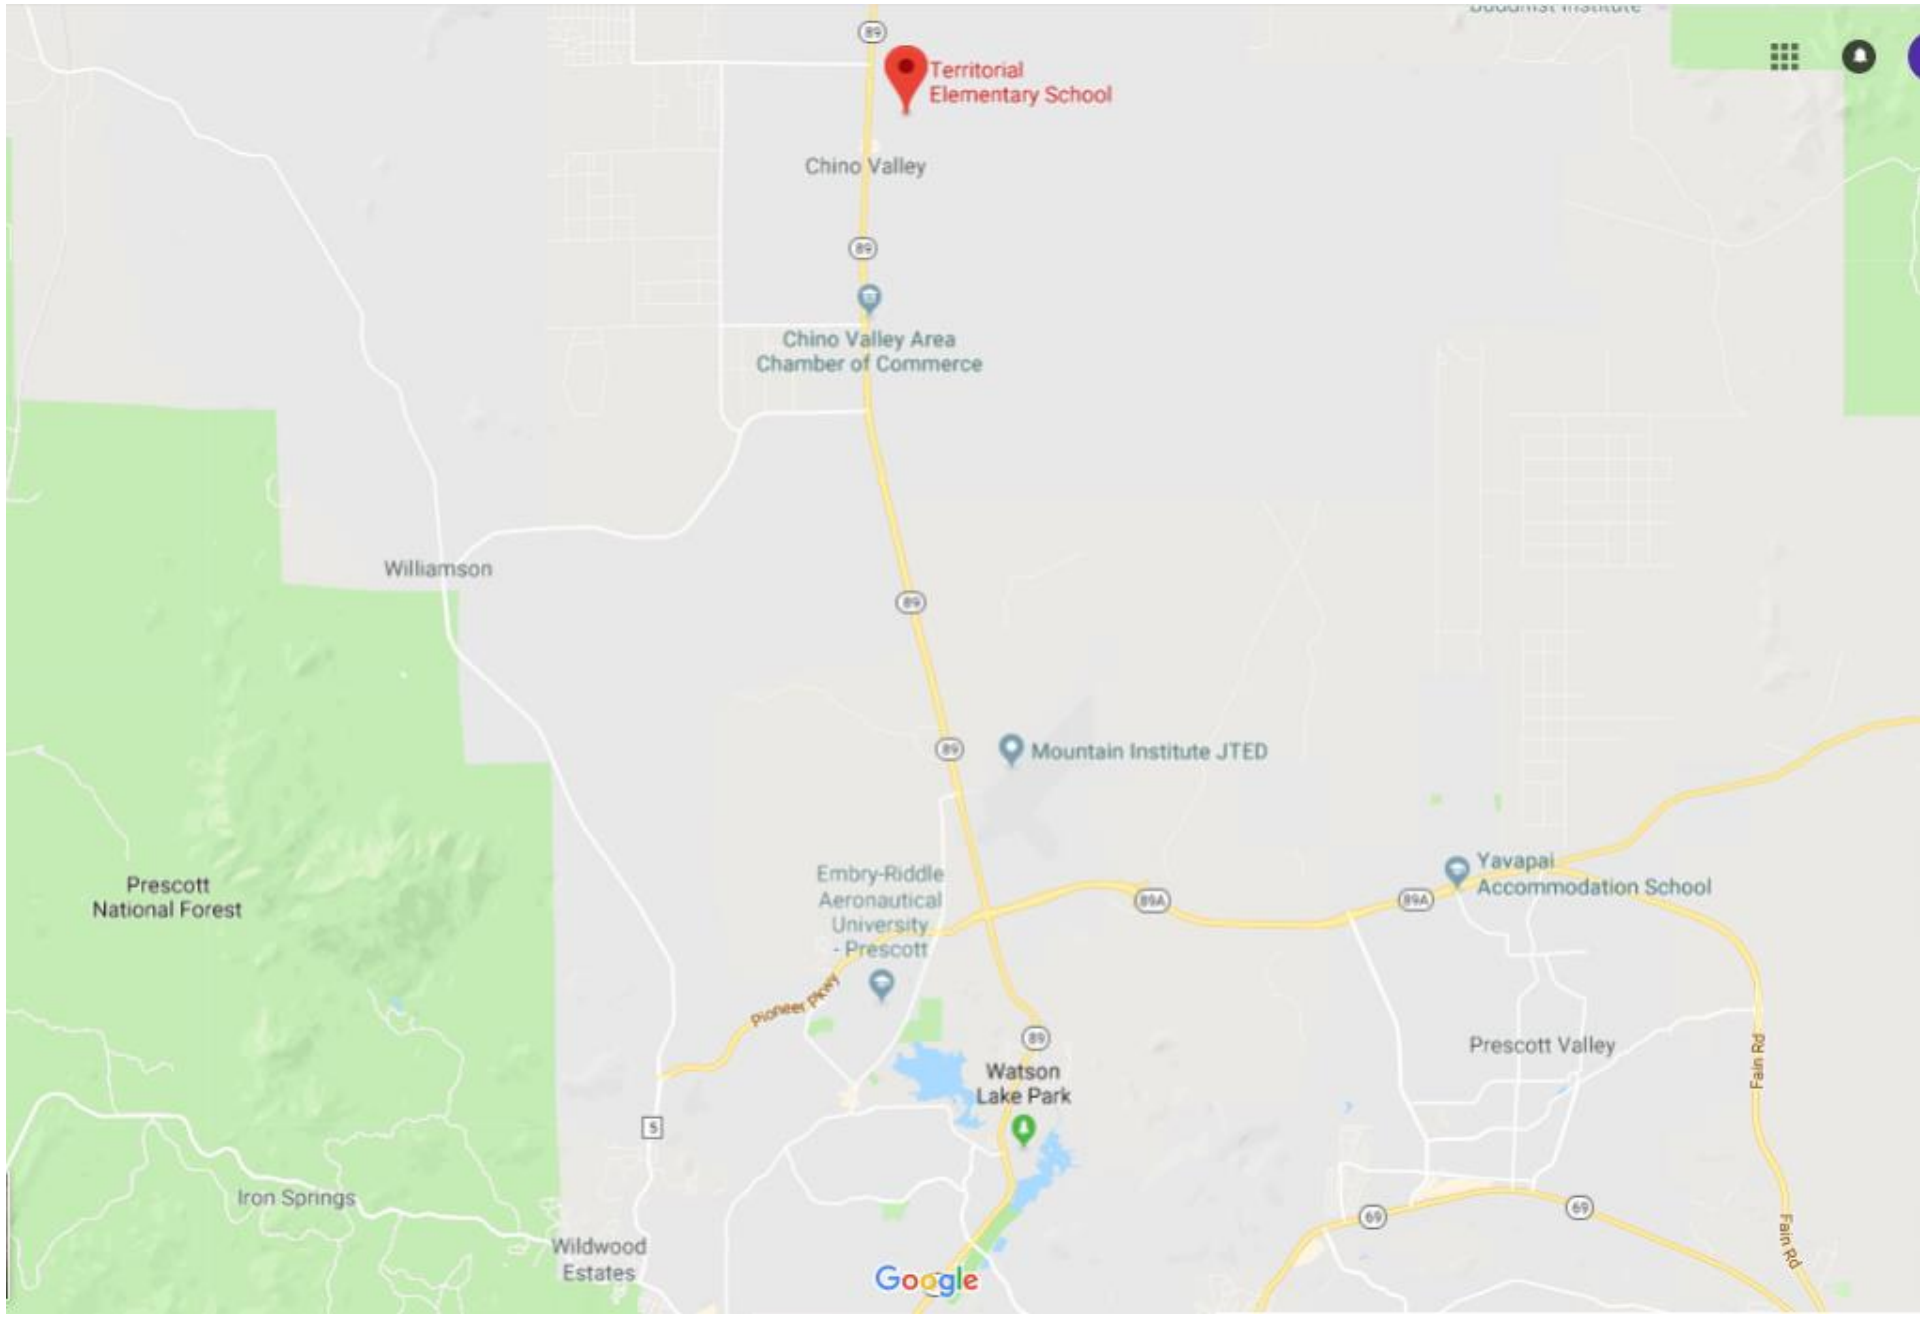 Buddhist Institute
89
Territorial
Elementary School
Chino Valley
89
Chino Valley Area
Chamber of Commerce
Williamson
89
89
Mountain Institute JTED
Prescott
National Forest
Embry-Riddle
Aeronautical
University
- Prescott
Yavapai
Accommodation School
89A
89A
Pioneer Pkwy
89
Watson
Lake Park
Prescott Valley
Fain Rd
5
Iron Springs
69
69
Fain Rd
Wildwood
Estates
Google